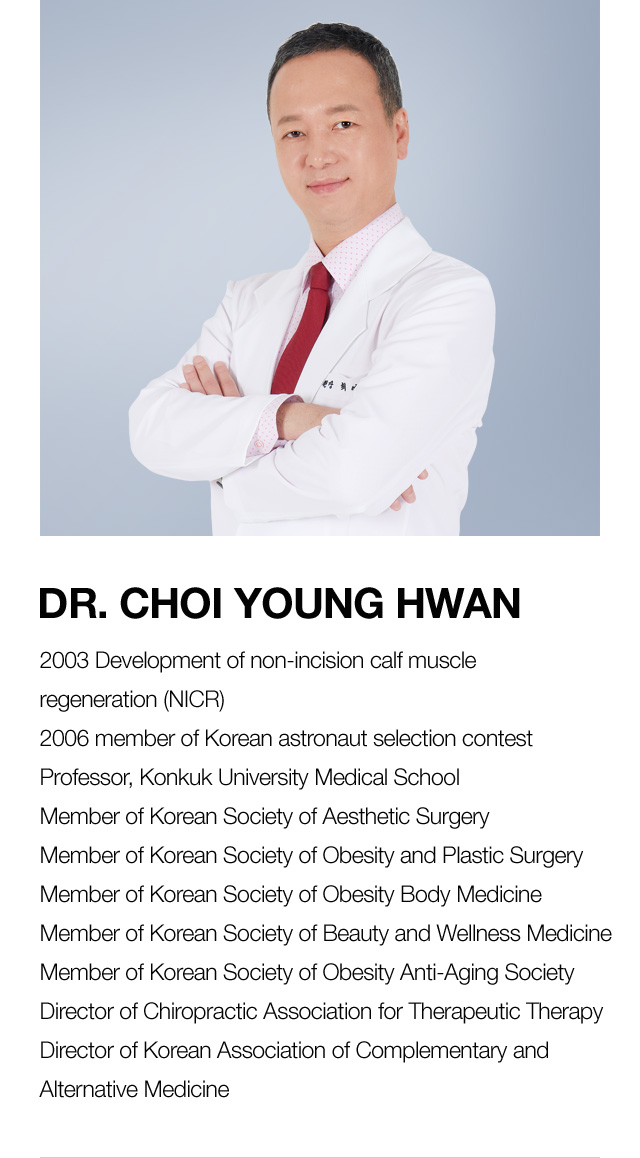 DR. CHOI YOUNG HWAN
2003 Development of non-incision calf muscle
regeneration (NICR)
2006 member of Korean astronaut selection contest
Professor, Konkuk University Medical School
Member of Korean Society of Aesthetic Surgery
Member of Korean Society of Obesity and Plastic Surgery
Member of Korean Society of Obesity Body Medicine
Member of Korean Society of Beauty and Wellness Medicine
Member of Korean Society of Obesity Anti-Aging Society
Director of Chiropractic Association for Therapeutic Therapy
Director of Korean Association of Complementary and
Alternative Medicine